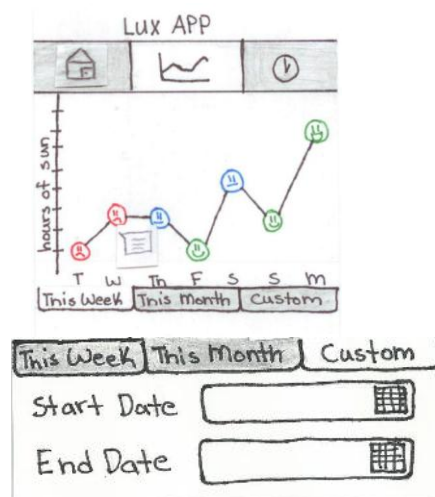 Lux APP
hours of sun
T W Th F S S M
This Week This Month Custom
This Week This Month Custom
Start Date
End Date